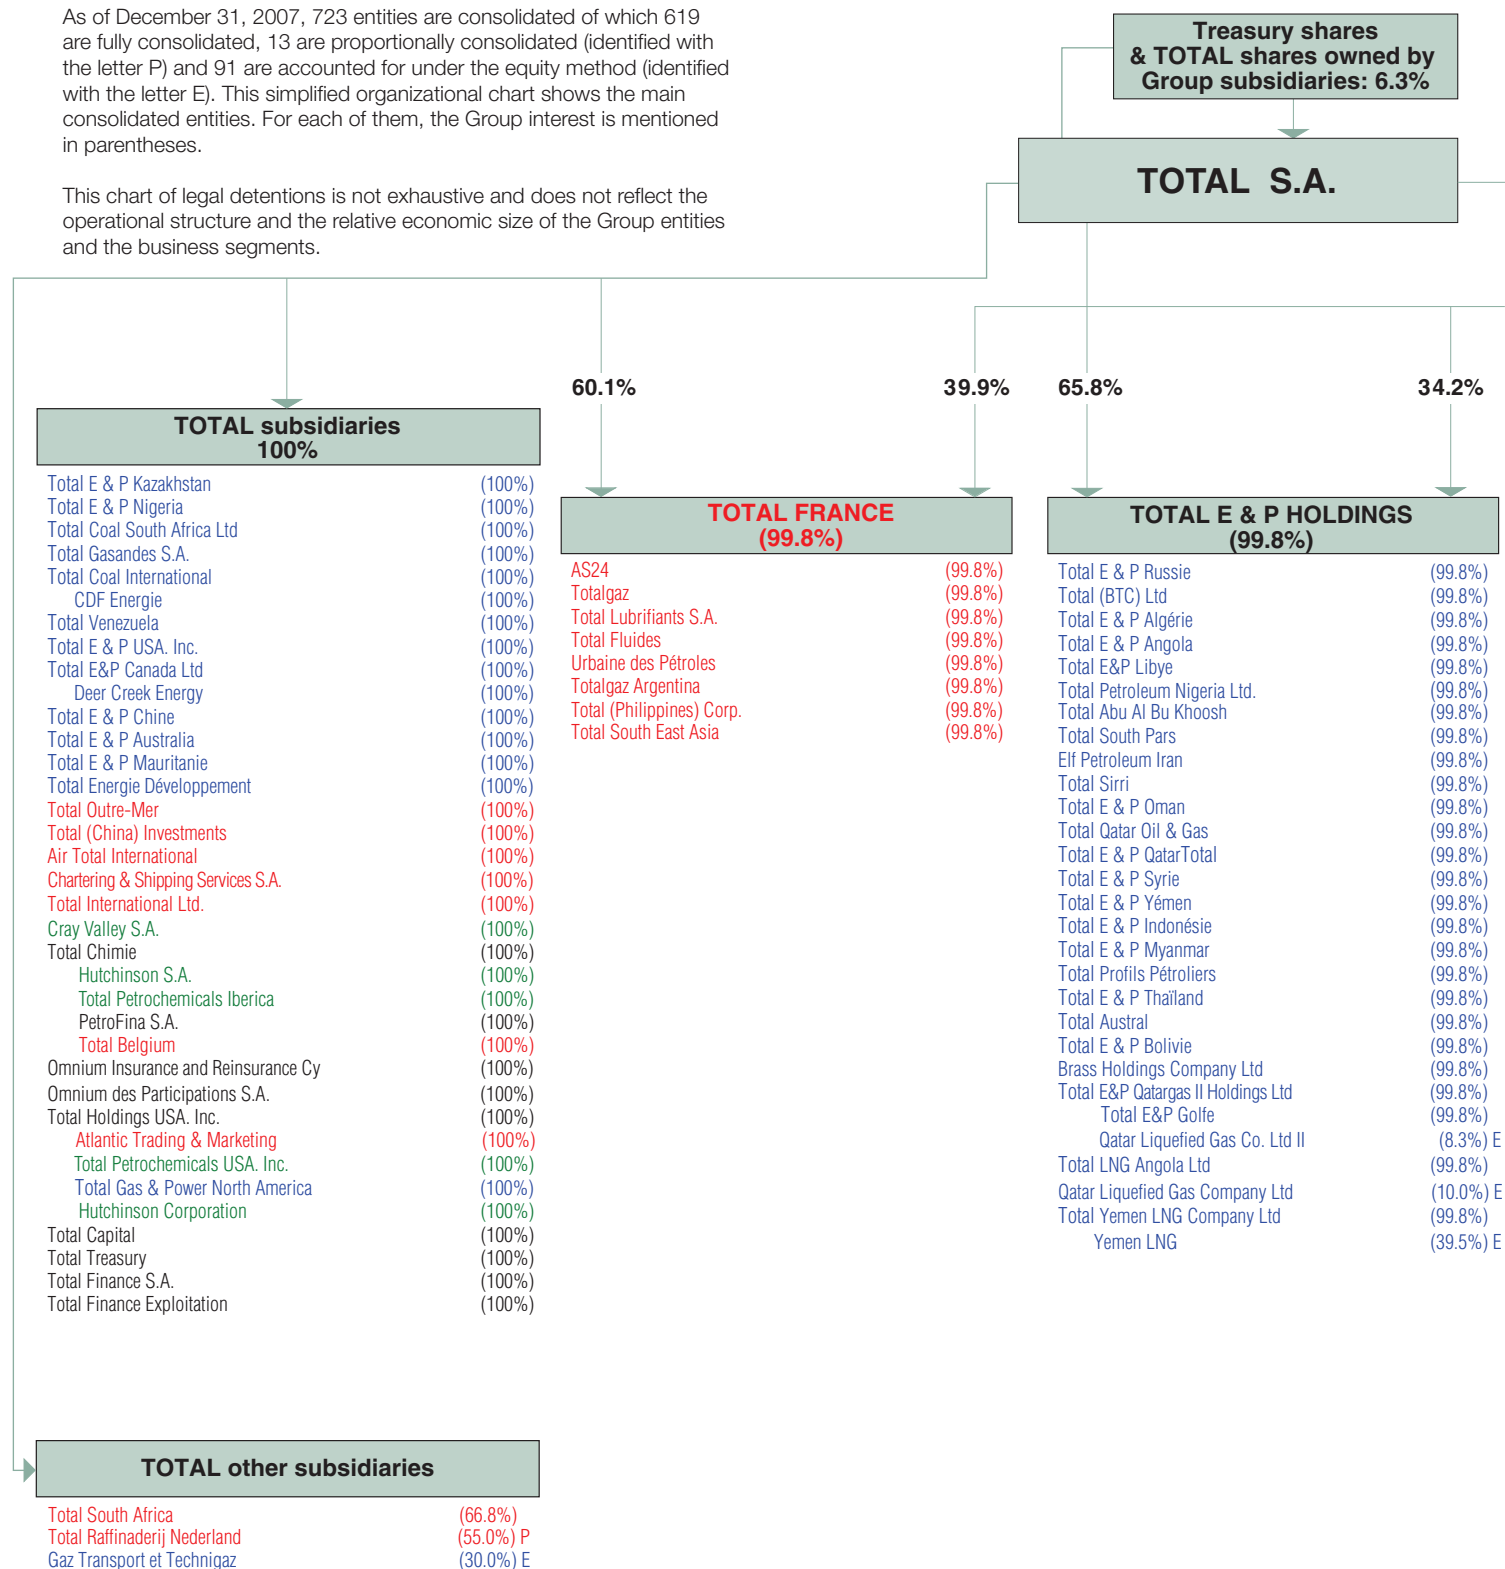 As of December 31, 2007, 723 entities are consolidated of which 619
are fully consolidated, 13 are proportionally consolidated (identified with
the letter P) and 91 are accounted for under the equity method (identified
with the letter E). This simplified organizational chart shows the main
consolidated entities. For each of them, the Group interest is mentioned
in parentheses.
This chart of legal detentions is not exhaustive and does not reflect the
operational structure and the relative economic size of the Group entities
and the business segments.
Treasury shares
& TOTAL shares owned by
Group subsidiaries: 6.3%
TOTAL S.A.
60.1%
39.9%
65.8%
34.2%
TOTAL subsidiaries
100%
Total E & P Kazakhstan (100%)
Total E & P Nigeria (100%)
Total Coal South Africa Ltd (100%)
Total Gasandes S.A. (100%)
Total Coal International (100%)
CDF Energie (100%)
Total Venezuela (100%)
Total E & P USA. Inc. (100%)
Total E&P Canada Ltd (100%)
Deer Creek Energy (100%)
Total E & P Chine (100%)
Total E & P Australia (100%)
Total E & P Mauritanie (100%)
Total Energie Développement (100%)
Total Outre-Mer (100%)
Total (China) Investments (100%)
Air Total International (100%)
Chartering & Shipping Services S.A. (100%)
Total International Ltd. (100%)
Cray Valley S.A. (100%)
Total Chimie (100%)
Hutchinson S.A. (100%)
Total Petrochemicals Iberica (100%)
PetroFina S.A. (100%)
Total Belgium (100%)
Omnium Insurance and Reinsurance Cy (100%)
Omnium des Participations S.A. (100%)
Total Holdings USA. Inc. (100%)
Atlantic Trading & Marketing (100%)
Total Petrochemicals USA. Inc. (100%)
Total Gas & Power North America (100%)
Hutchinson Corporation (100%)
Total Capital (100%)
Total Treasury (100%)
Total Finance S.A. (100%)
Total Finance Exploitation (100%)
TOTAL FRANCE
(99.8%)
AS24 (99.8%)
Totalgaz (99.8%)
Total Lubrifiants S.A. (99.8%)
Total Fluides (99.8%)
Urbaine des Pétroles (99.8%)
Totalgaz Argentina (99.8%)
Total (Philippines) Corp. (99.8%)
Total South East Asia (99.8%)
TOTAL E & P HOLDINGS
(99.8%)
Total E & P Russie (99.8%)
Total (BTC) Ltd (99.8%)
Total E & P Algérie (99.8%)
Total E & P Angola (99.8%)
Total E&P Libye (99.8%)
Total Petroleum Nigeria Ltd. (99.8%)
Total Abu Al Bu Khoosh (99.8%)
Total South Pars (99.8%)
Elf Petroleum Iran (99.8%)
Total Sirri (99.8%)
Total E & P Oman (99.8%)
Total Qatar Oil & Gas (99.8%)
Total E & P QatarTotal (99.8%)
Total E & P Syrie (99.8%)
Total E & P Yémen (99.8%)
Total E & P Indonésie (99.8%)
Total E & P Myanmar (99.8%)
Total Profils Pétroliers (99.8%)
Total E & P Thaïland (99.8%)
Total Austral (99.8%)
Total E & P Bolivie (99.8%)
Brass Holdings Company Ltd (99.8%)
Total E&P Qatargas II Holdings Ltd (99.8%)
Total E&P Golfe (99.8%)
Qatar Liquefied Gas Co. Ltd II (8.3%) E
Total LNG Angola Ltd (99.8%)
Qatar Liquefied Gas Company Ltd (10.0%) E
Total Yemen LNG Company Ltd (99.8%)
Yemen LNG (39.5%) E
TOTAL other subsidiaries
Total South Africa (66.8%)
Total Raffinaderij Nederland (55.0%) P
Gaz Transport et Technigaz (30.0%) E